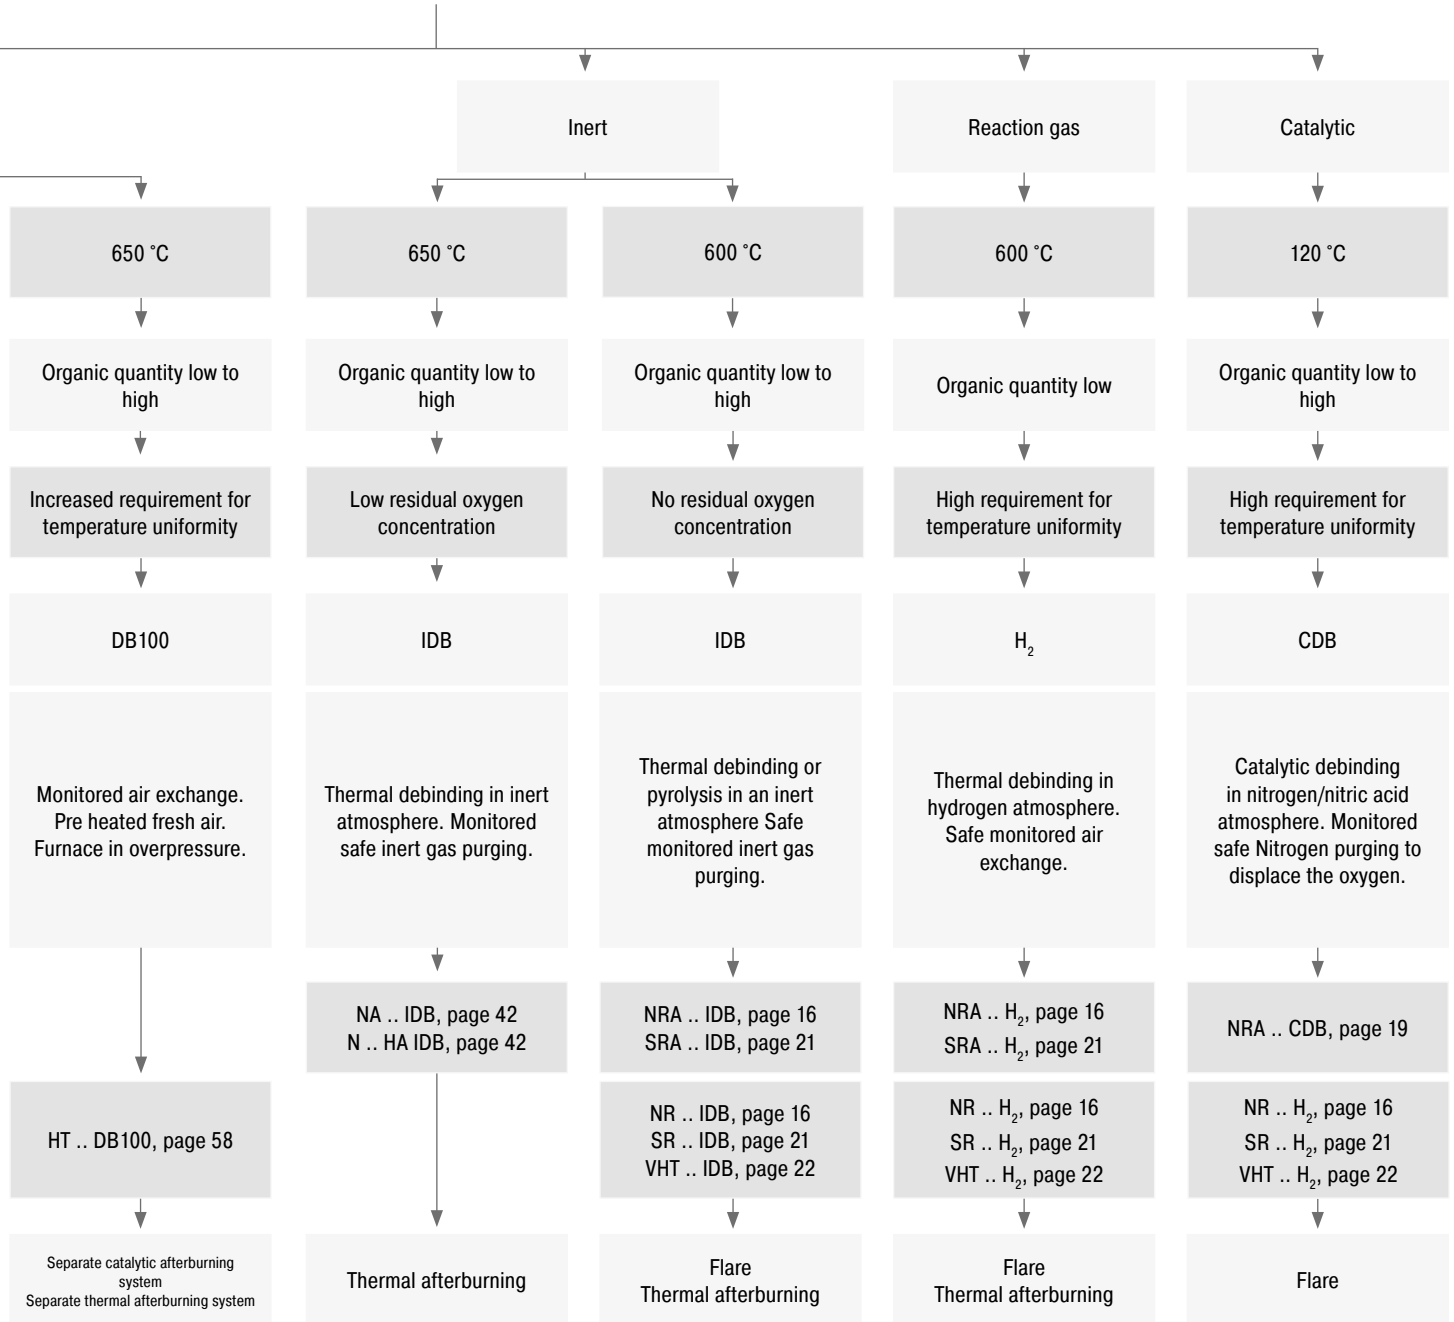 Inert
Reaction gas
Catalytic
650 °C
650 °C
600 °C
600 °C
120 °C
Organic quantity low to
high
Organic quantity low to
high
Organic quantity low to
high
Organic quantity low
Organic quantity low to
high
Increased requirement for
temperature uniformity
Low residual oxygen
concentration
No residual oxygen
concentration
High requirement for
temperature uniformity
High requirement for
temperature uniformity
DB100
IDB
IDB
H₂
CDB
Monitored air exchange.
Pre heated fresh air.
Furnace in overpressure.
Thermal debinding in inert
atmosphere. Monitored
safe inert gas purging.
Thermal debinding or
pyrolysis in an inert
atmosphere Safe
monitored inert gas
purging.
Thermal debinding in
hydrogen atmosphere.
Safe monitored air
exchange.
Catalytic debinding
in nitrogen/nitric acid
atmosphere. Monitored
safe Nitrogen purging to
displace the oxygen.
NA .. IDB, page 42
N .. HA IDB, page 42
NRA .. IDB, page 16
SRA .. IDB, page 21
NRA .. H₂, page 16
SRA .. H₂, page 21
NRA .. CDB, page 19
HT .. DB100, page 58
NR .. IDB, page 16
SR .. IDB, page 21
VHT .. IDB, page 22
NR .. H₂, page 16
SR .. H₂, page 21
VHT .. H₂, page 22
NR .. H₂, page 16
SR .. H₂, page 21
VHT .. H₂, page 22
Separate catalytic afterburning
system
Separate thermal afterburning system
Thermal afterburning
Flare
Thermal afterburning
Flare
Thermal afterburning
Flare